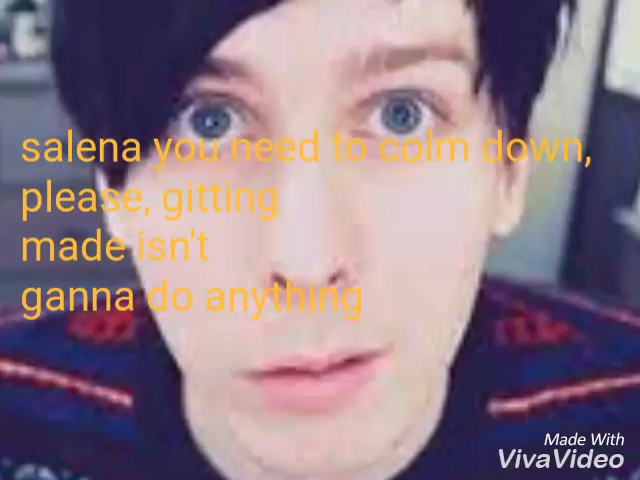 salena you need to colm down,
please, gitting
made isn't
ganna do anything
Made With
VivaVideo